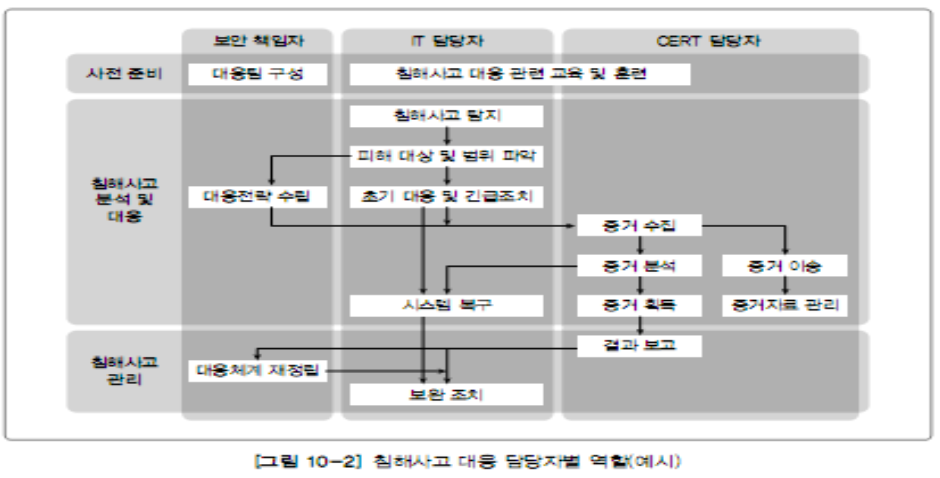 보안 책임자
IT 담당자
CERT 담당자
사전 준비
대응팀 구성
침해사고 대응 관련 교육 및 훈련
침해사고 탐지
피해 대상 및 범위 파악
침해사고
분석 및
대응
대응전략 수립
초기 대응 및 긴급조치
증거 수집
증거 분석
증거 이송
시스템 복구
증거 획득
증거자료 관리
결과 보고
침해사고
관리
대응체계 재정립
보완 조치
[그림 10-2] 침해사고 대응 담당자별 역할(예시)